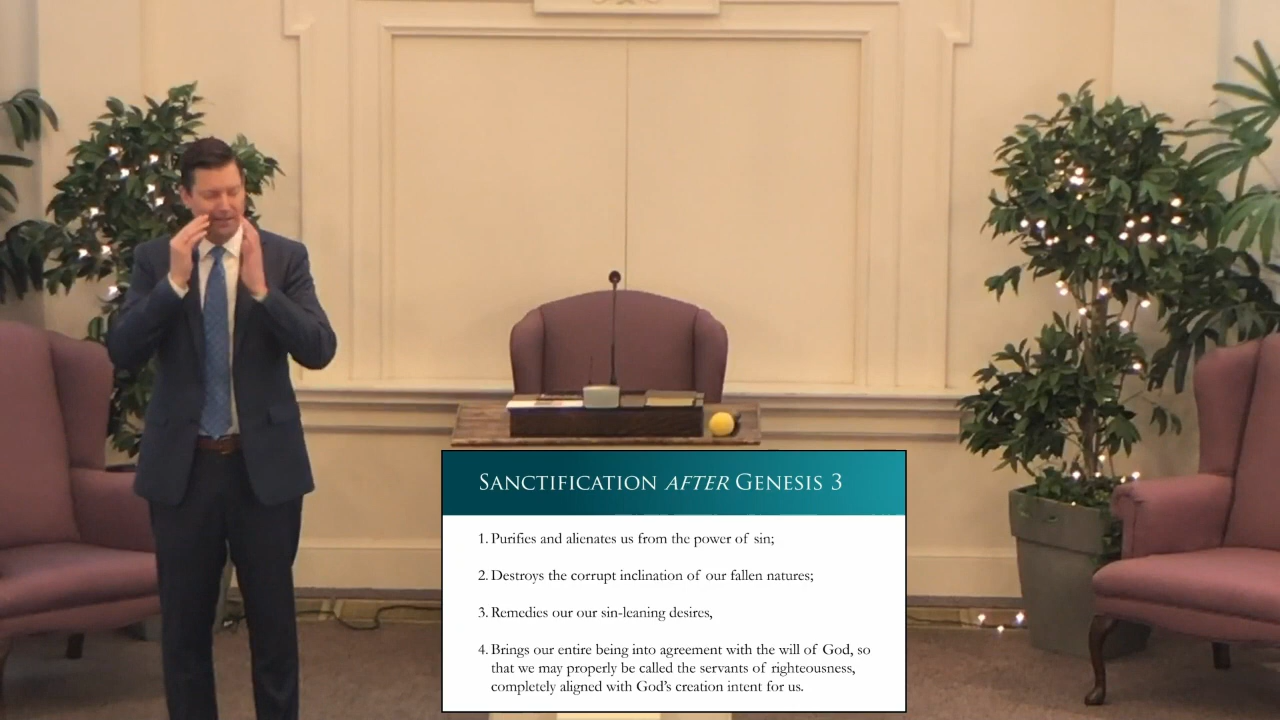 Sanctification after Genesis 3
1. Purifies and alienates us from the power of sin;
2. Destroys the corrupt inclination of our fallen natures;
3. Remedies our our sin-leaning desires,
4. Brings our entire being into agreement with the will of God, so
that we may properly be called the servants of righteousness,
completely aligned with God's creation intent for us.